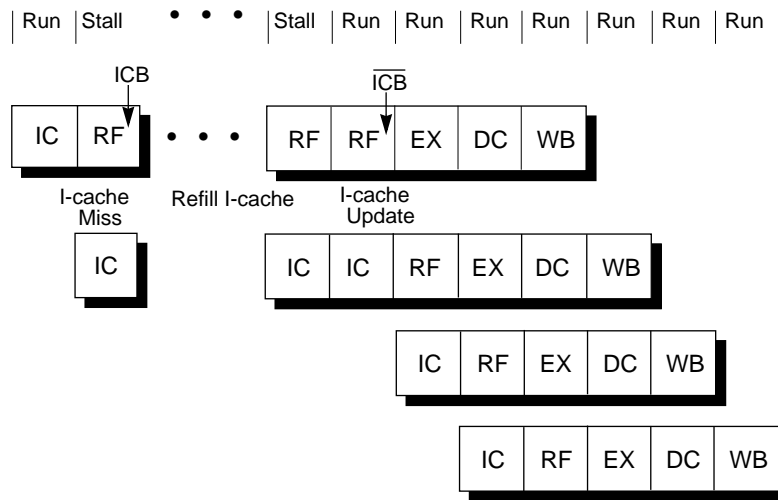 Run Stall • • • Stall Run Run Run Run Run Run Run
ICB I̅C̅B̅
IC RF • • • RF RF EX DC WB
I-cache Miss Refill I-cache I-cache Update
IC IC IC RF EX DC WB
IC RF EX DC WB
IC RF EX DC WB